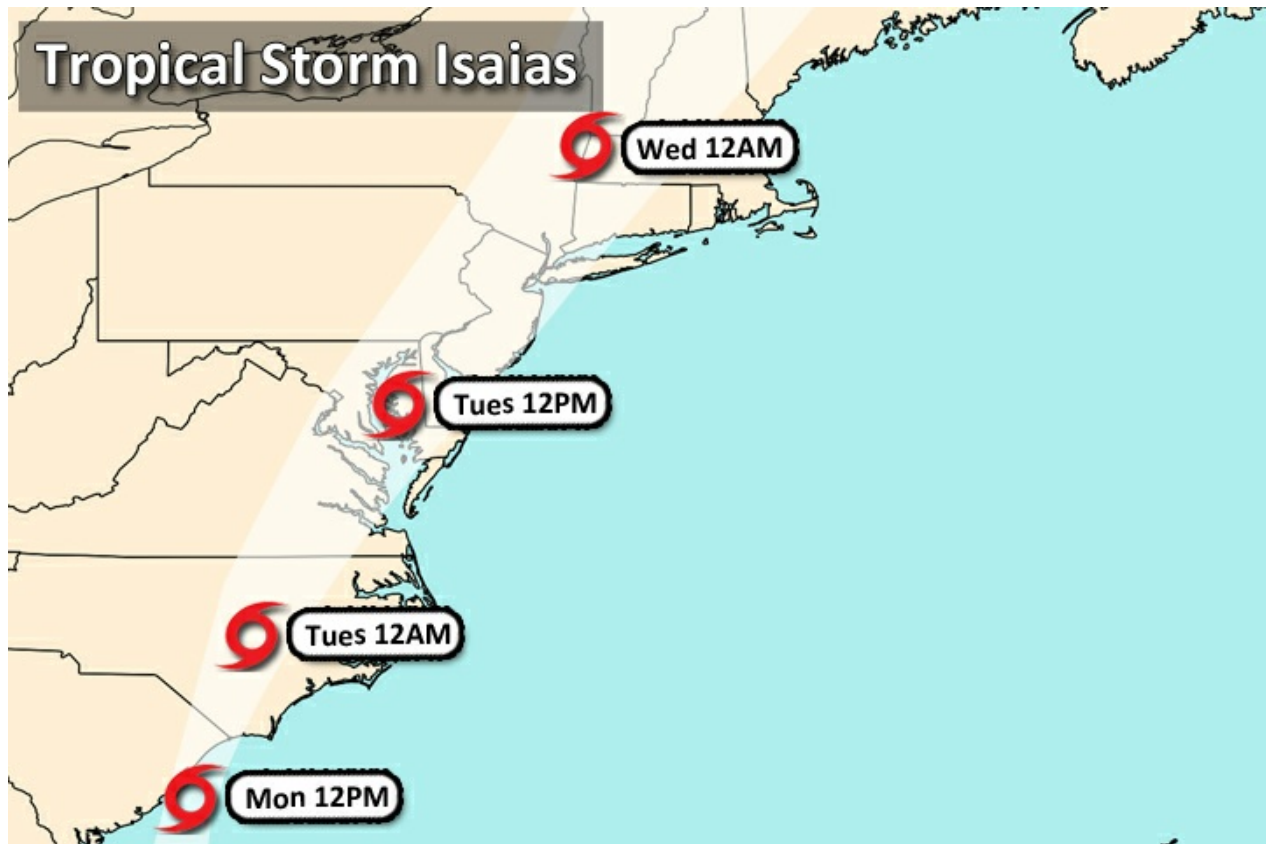 Tropical Storm Isaias
Wed 12AM
Tues 12PM
Tues 12AM
Mon 12PM